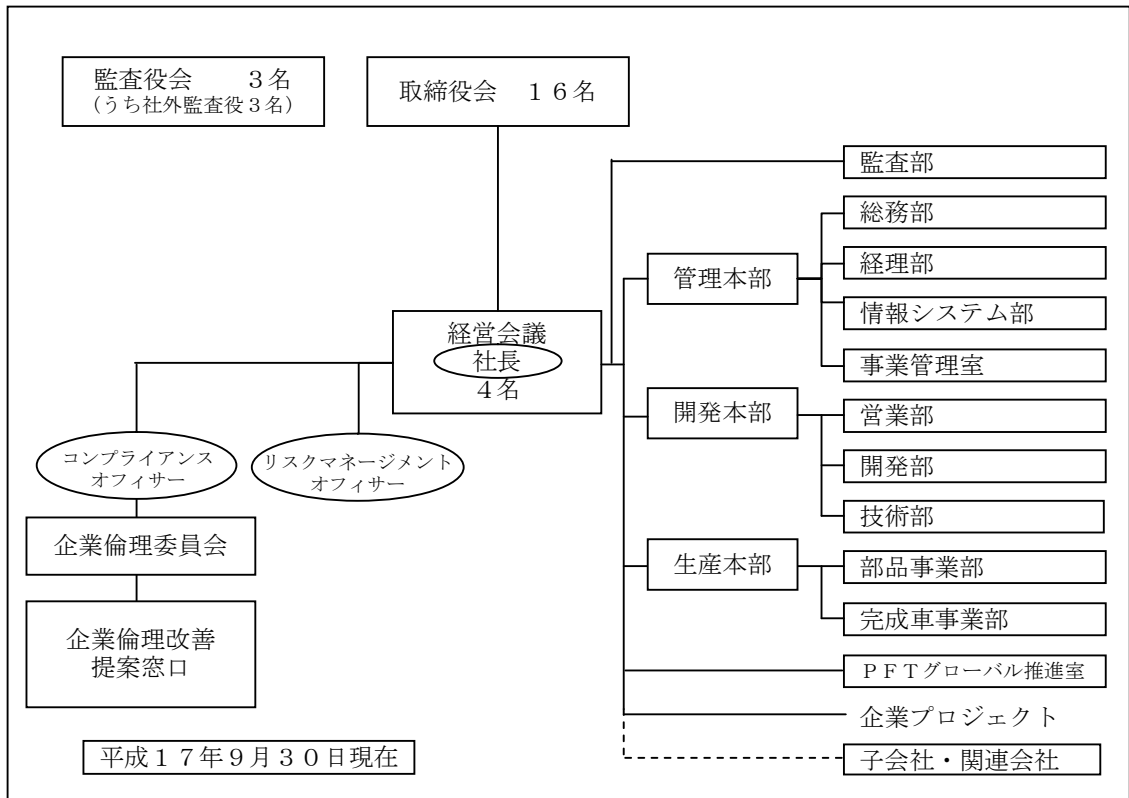 監査役会　　３名
（うち社外監査役３名）
取締役会　１６名
監査部
総務部
管理本部
経理部
情報システム部
事業管理室
経営会議
社長
４名
開発本部
営業部
開発部
技術部
コンプライアンス
オフィサー
リスクマネージメント
オフィサー
企業倫理委員会
生産本部
部品事業部
完成車事業部
企業倫理改善
提案窓口
ＰＦＴグローバル推進室
企業プロジェクト
子会社・関連会社
平成１７年９月３０日現在